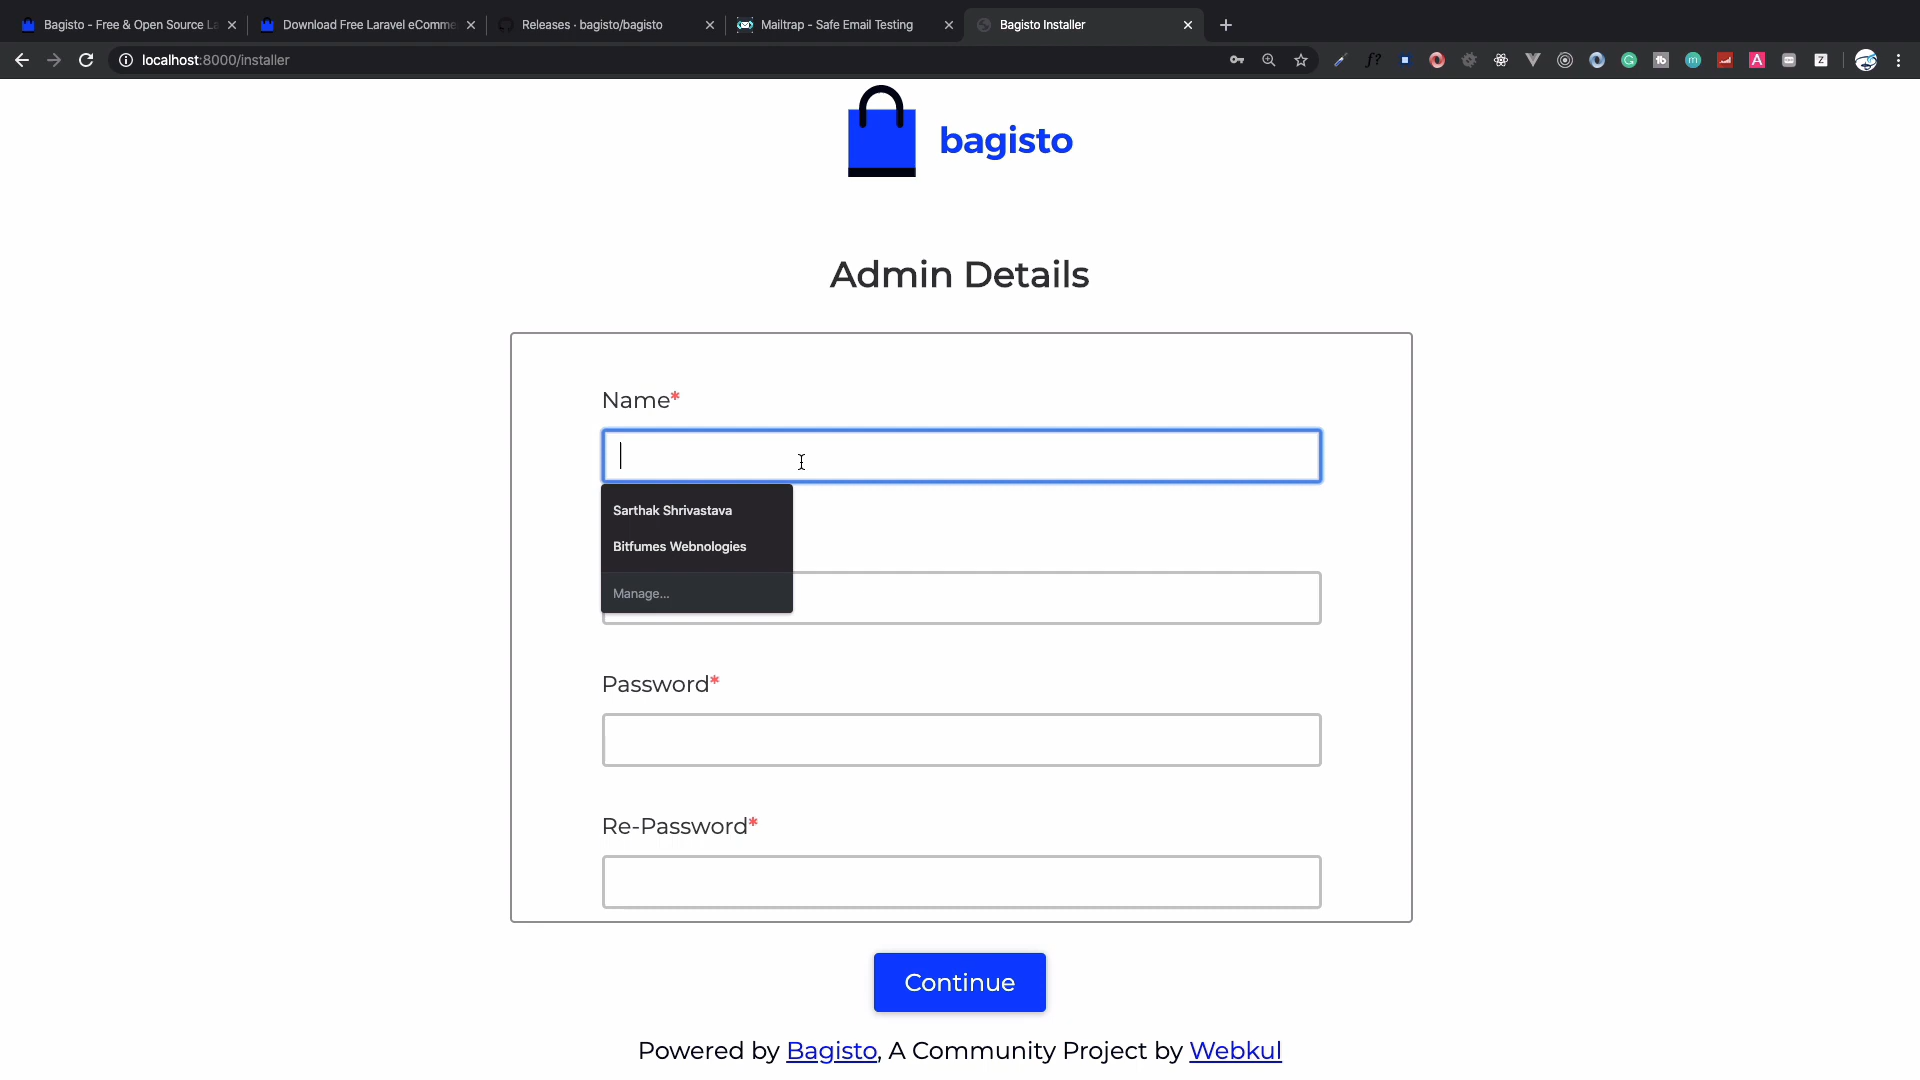 Bagisto - Free & Open Source La
Download Free Laravel eComme
Releases · bagisto/bagisto
Mailtrap - Safe Email Testing
Bagisto Installer
localhost:8000/installer
bagisto
Admin Details
Name*
Sarthak Shrivastava
Bitfumes Webnologies
Manage...
Password*
Re-Password*
Continue
Powered by Bagisto, A Community Project by Webkul